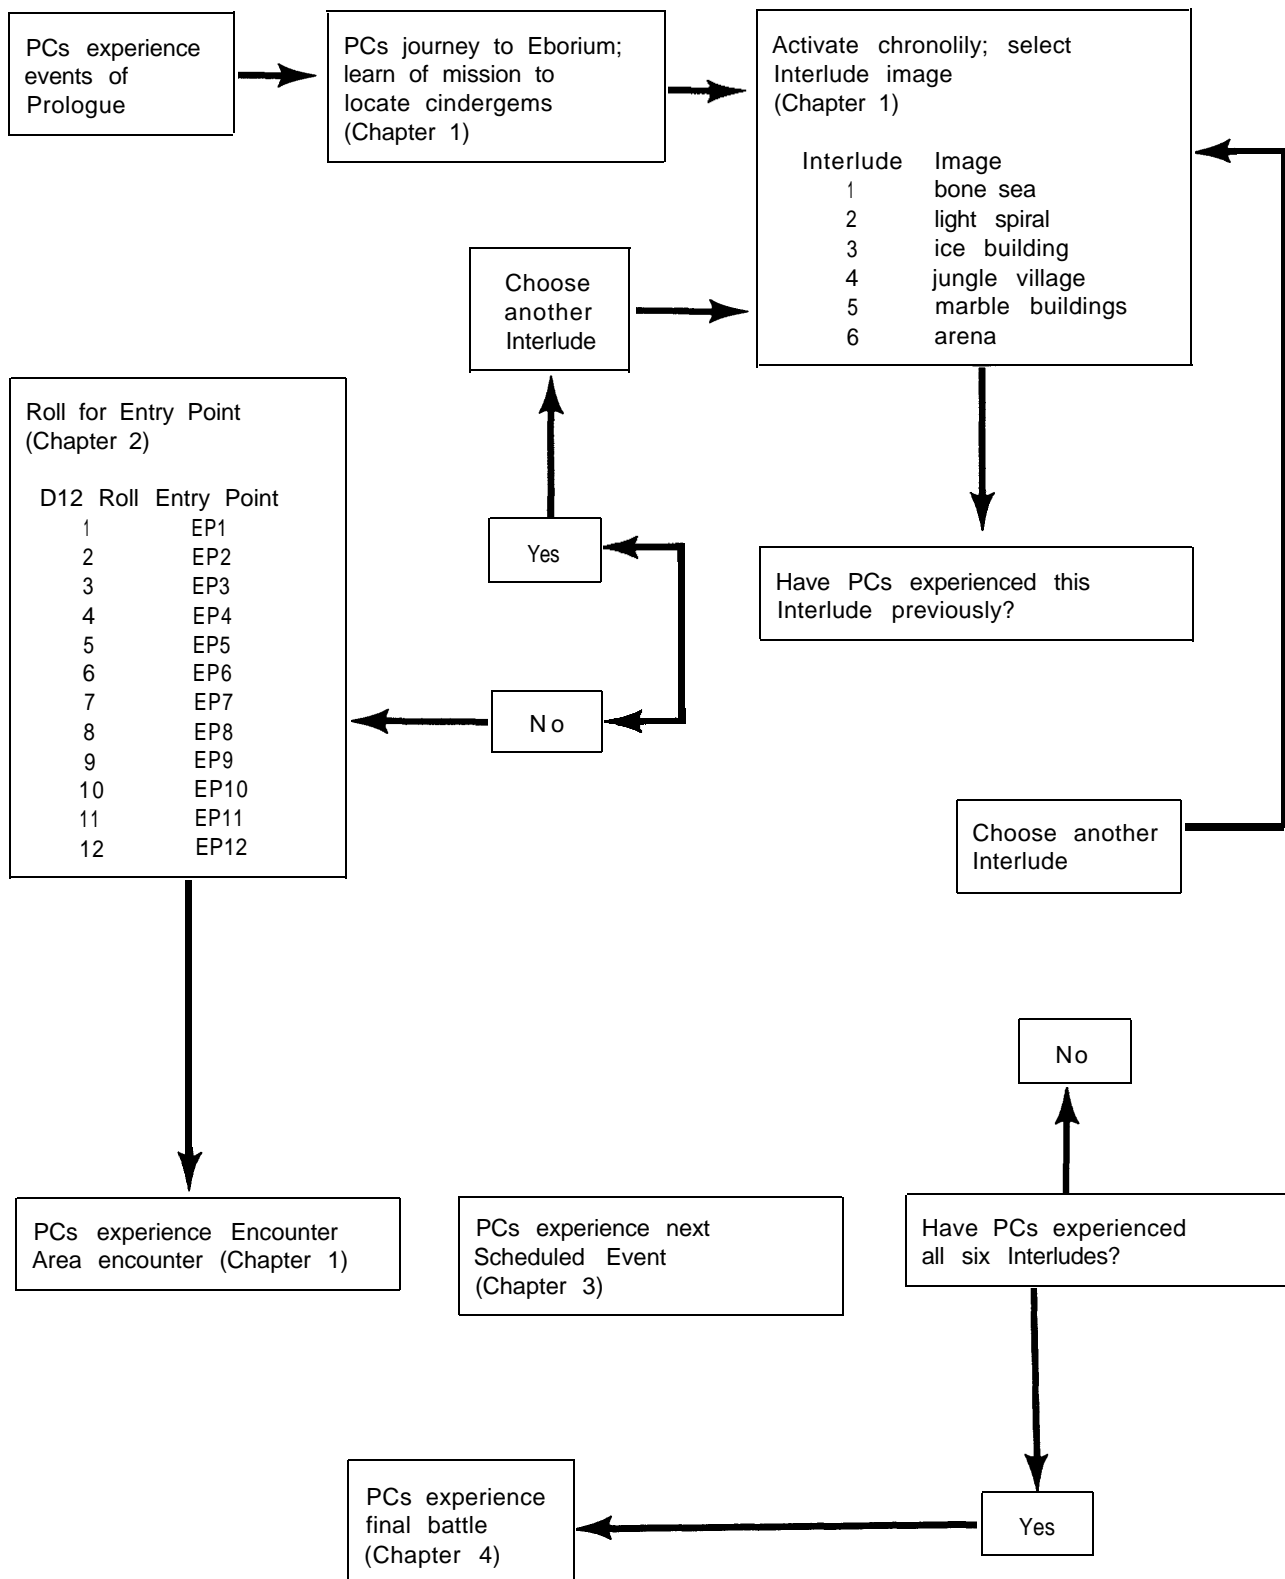 PCs experience
events of
Prologue
PCs journey to Eborium;
learn of mission to
locate cindergems
(Chapter 1)
Activate chronolily; select
Interlude image
(Chapter 1)
Interlude Image
1 bone sea
2 light spiral
3 ice building
4 jungle village
5 marble buildings
6 arena
Choose
another
Interlude
Roll for Entry Point
(Chapter 2)
D12 Roll Entry Point
1 EP1
2 EP2
3 EP3
4 EP4
5 EP5
6 EP6
7 EP7
8 EP8
9 EP9
10 EP10
11 EP11
12 EP12
Yes
Have PCs experienced this
Interlude previously?
No
Choose another
Interlude
No
PCs experience Encounter
Area encounter (Chapter 1)
PCs experience next
Scheduled Event
(Chapter 3)
Have PCs experienced
all six Interludes?
PCs experience
final battle
(Chapter 4)
Yes